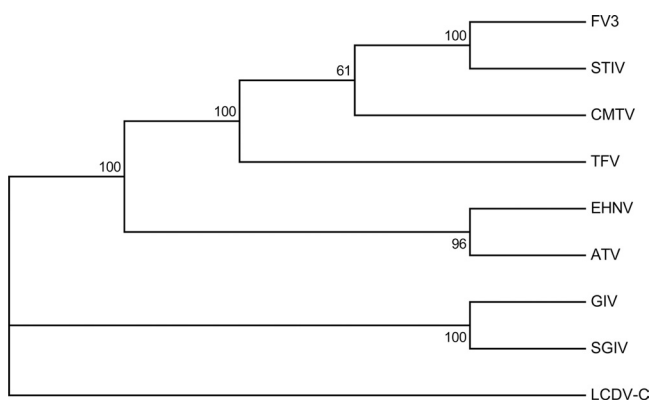 FV3
100
STIV
61
CMTV
100
TFV
100
EHNV
96
ATV
GIV
100
SGIV
LCDV-C